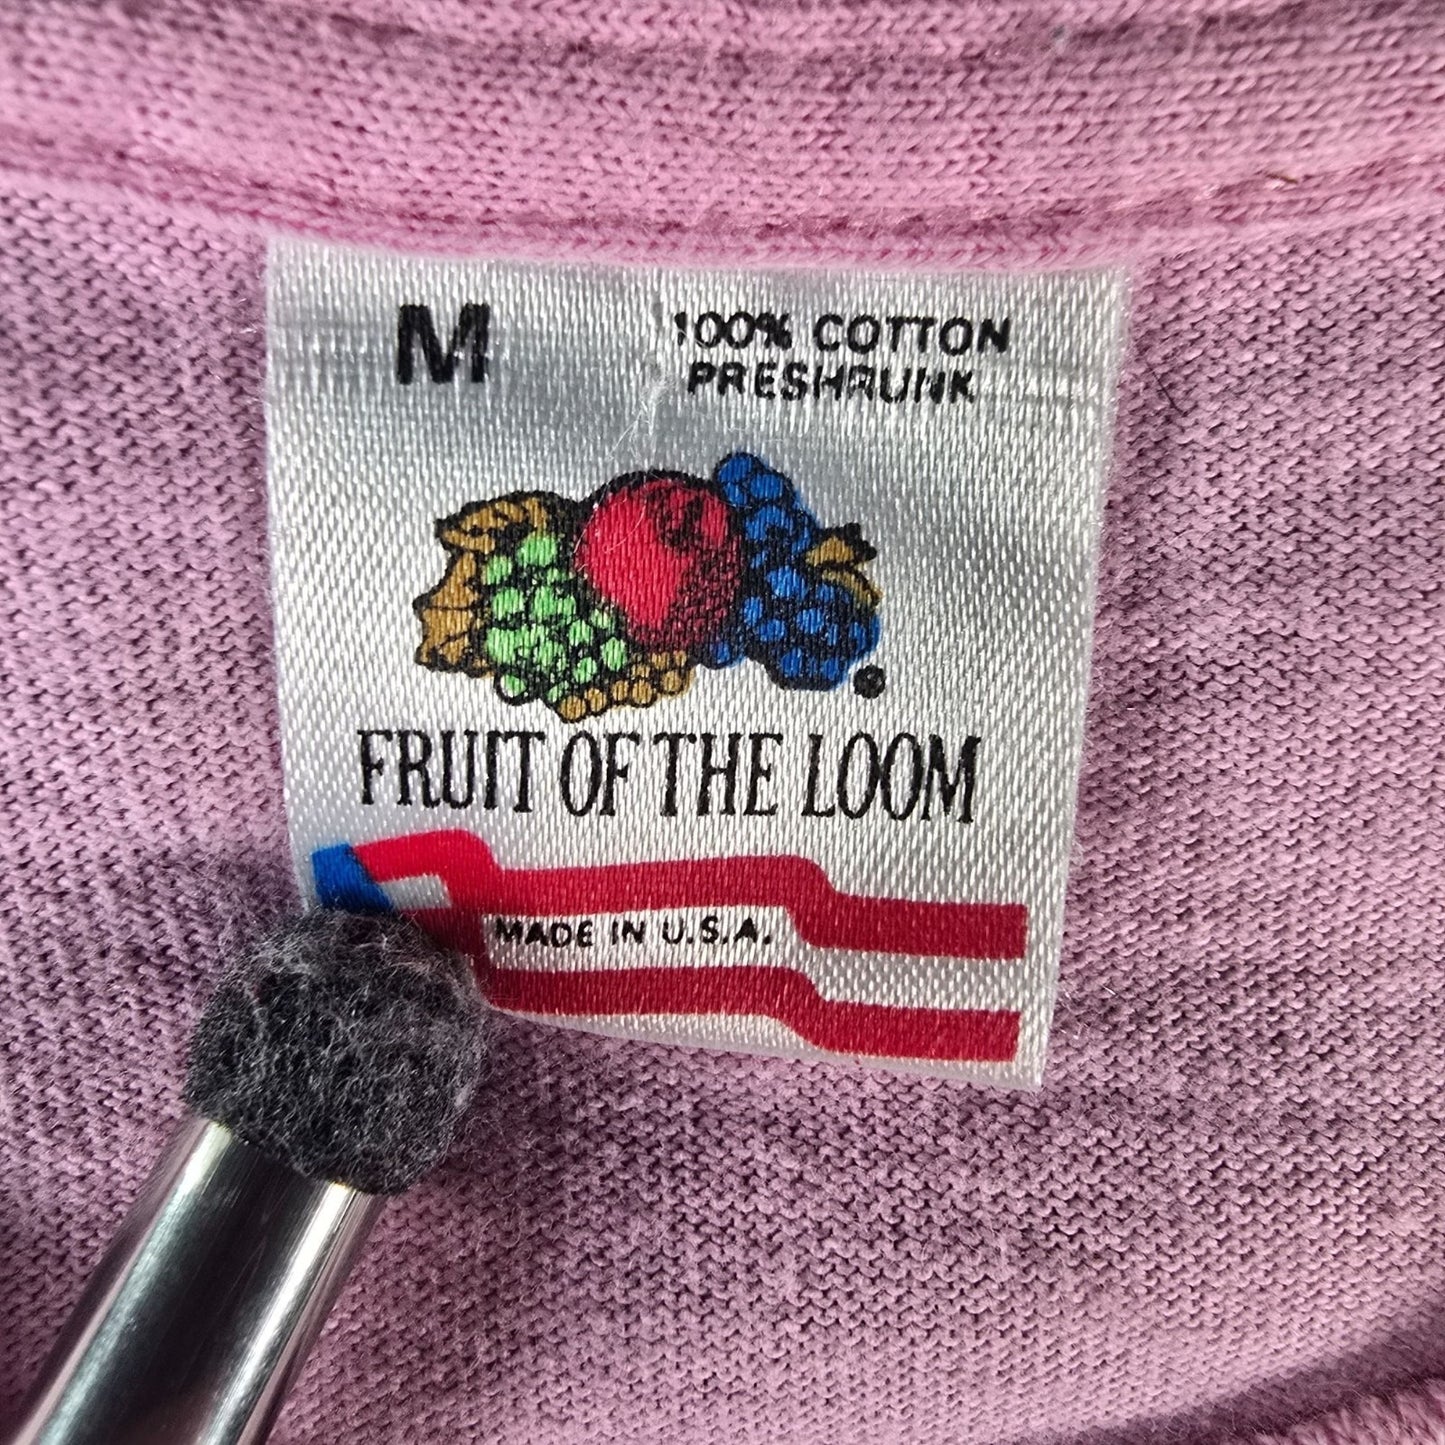 M
100% COTTON
PRESHRUNK
®
FRUIT OF THE LOOM
MADE IN U.S.A.